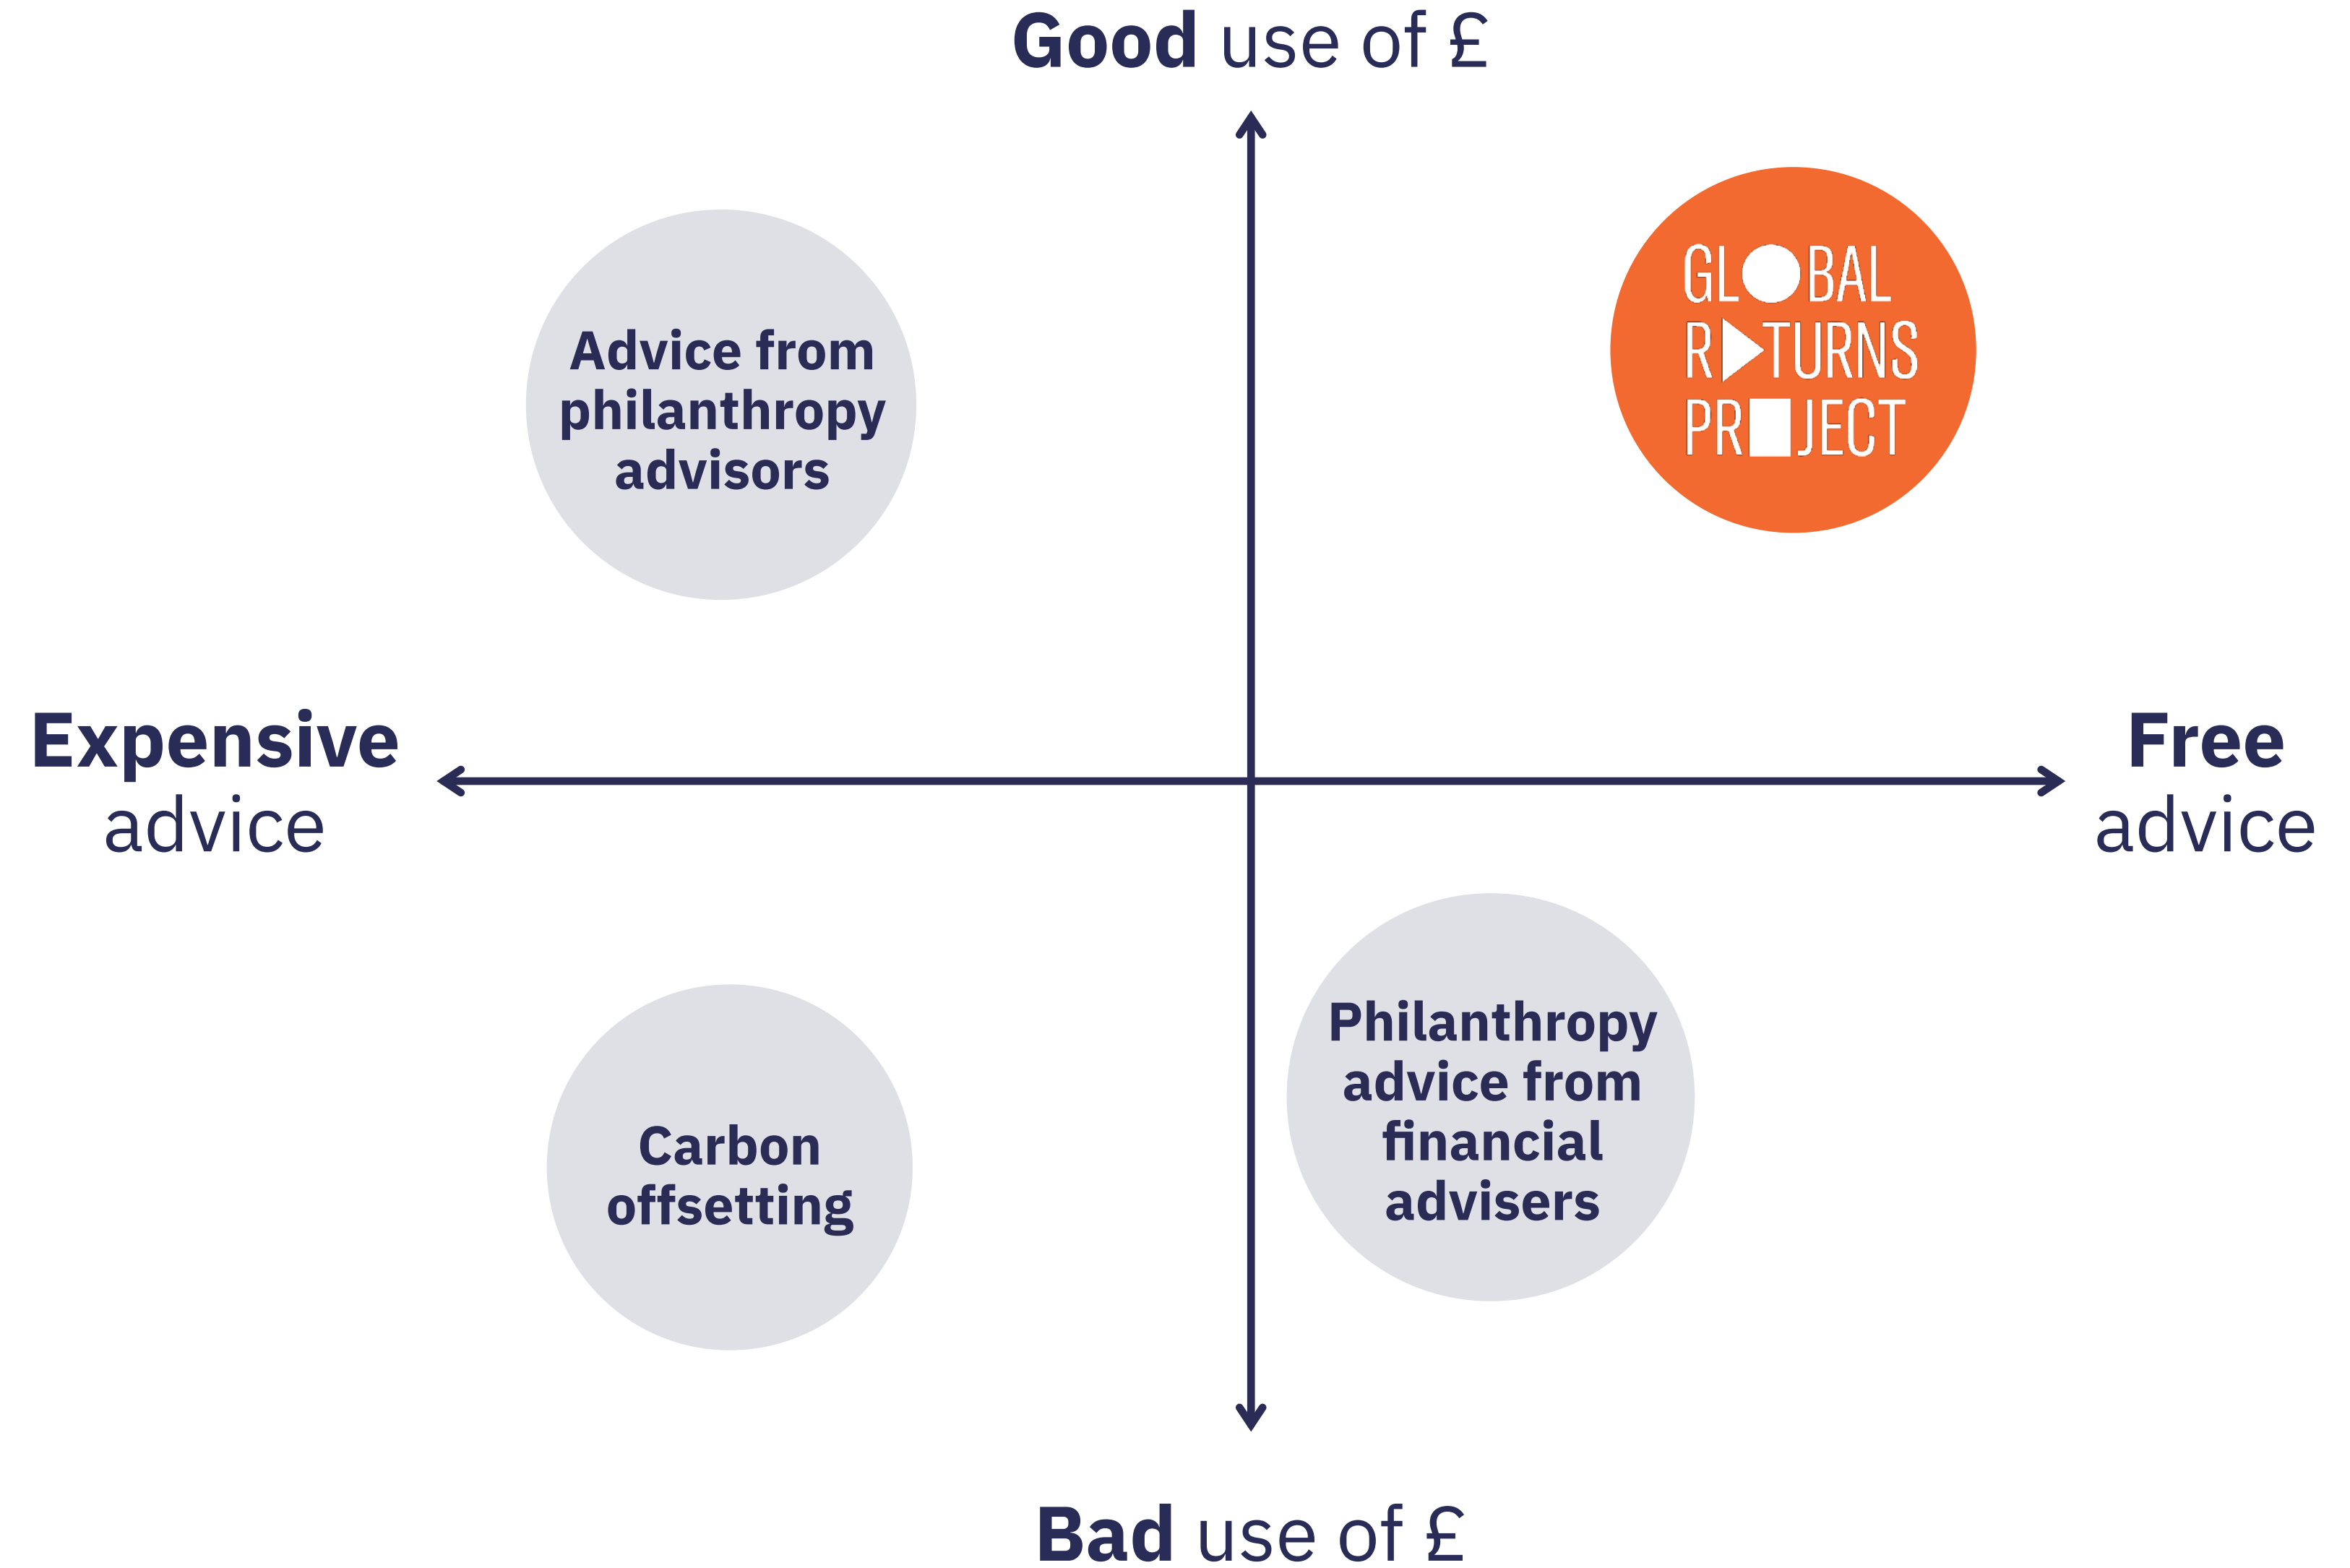 Good use of £
GLOBAL
RETURNS
PROJECT
Advice from
philanthropy
advisors
Expensive
advice
Free
advice
Philanthropy
advice from
financial
advisers
Carbon
offsetting
Bad use of £